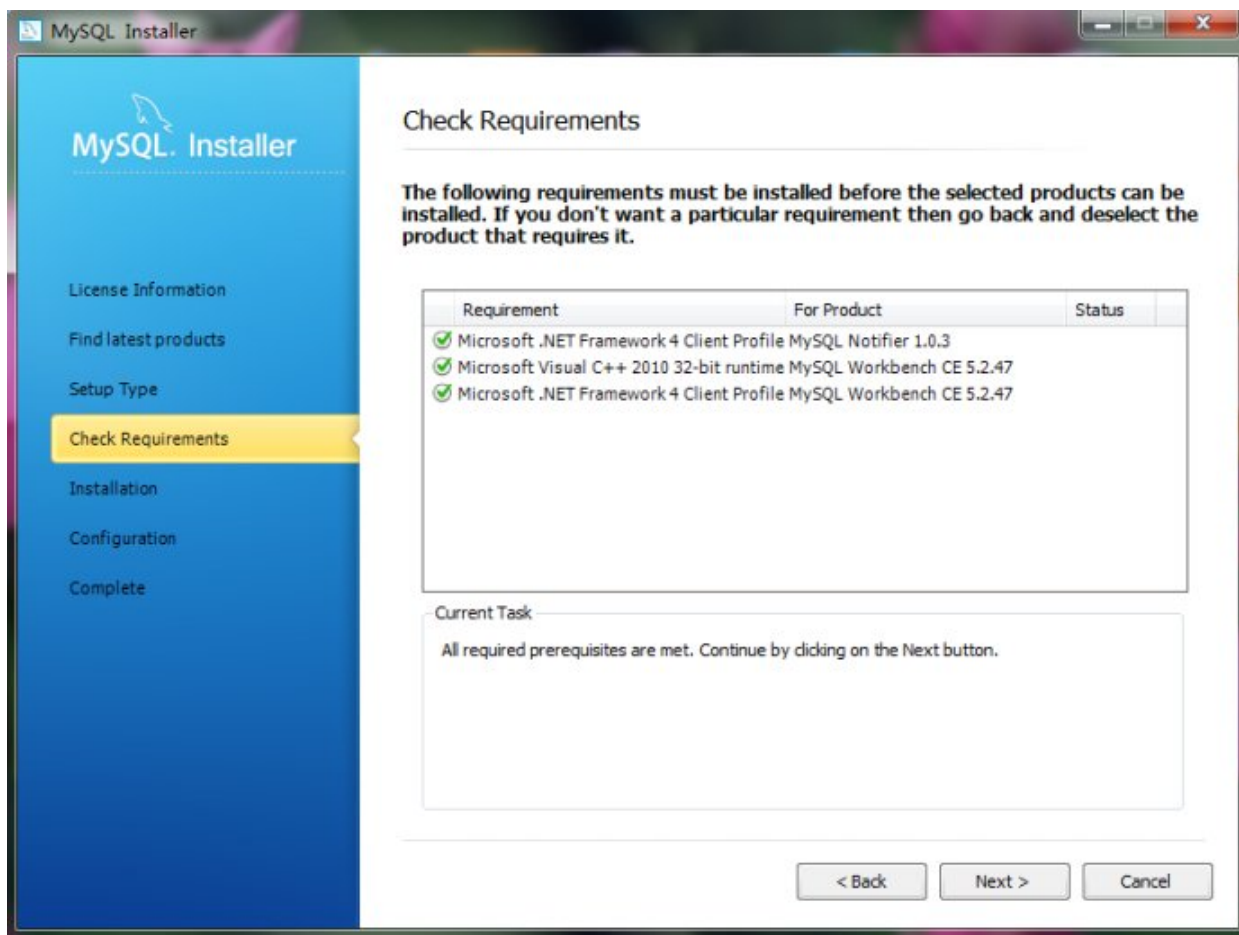 MySQL Installer
MySQL. Installer
License Information
Find latest products
Setup Type
Check Requirements
Installation
Configuration
Complete
Check Requirements
The following requirements must be installed before the selected products can be
installed. If you don't want a particular requirement then go back and deselect the
product that requires it.
Requirement For Product Status
Microsoft .NET Framework 4 Client Profile MySQL Notifier 1.0.3
Microsoft Visual C++ 2010 32-bit runtime MySQL Workbench CE 5.2.47
Microsoft .NET Framework 4 Client Profile MySQL Workbench CE 5.2.47
Current Task
All required prerequisites are met. Continue by clicking on the Next button.
< Back Next > Cancel